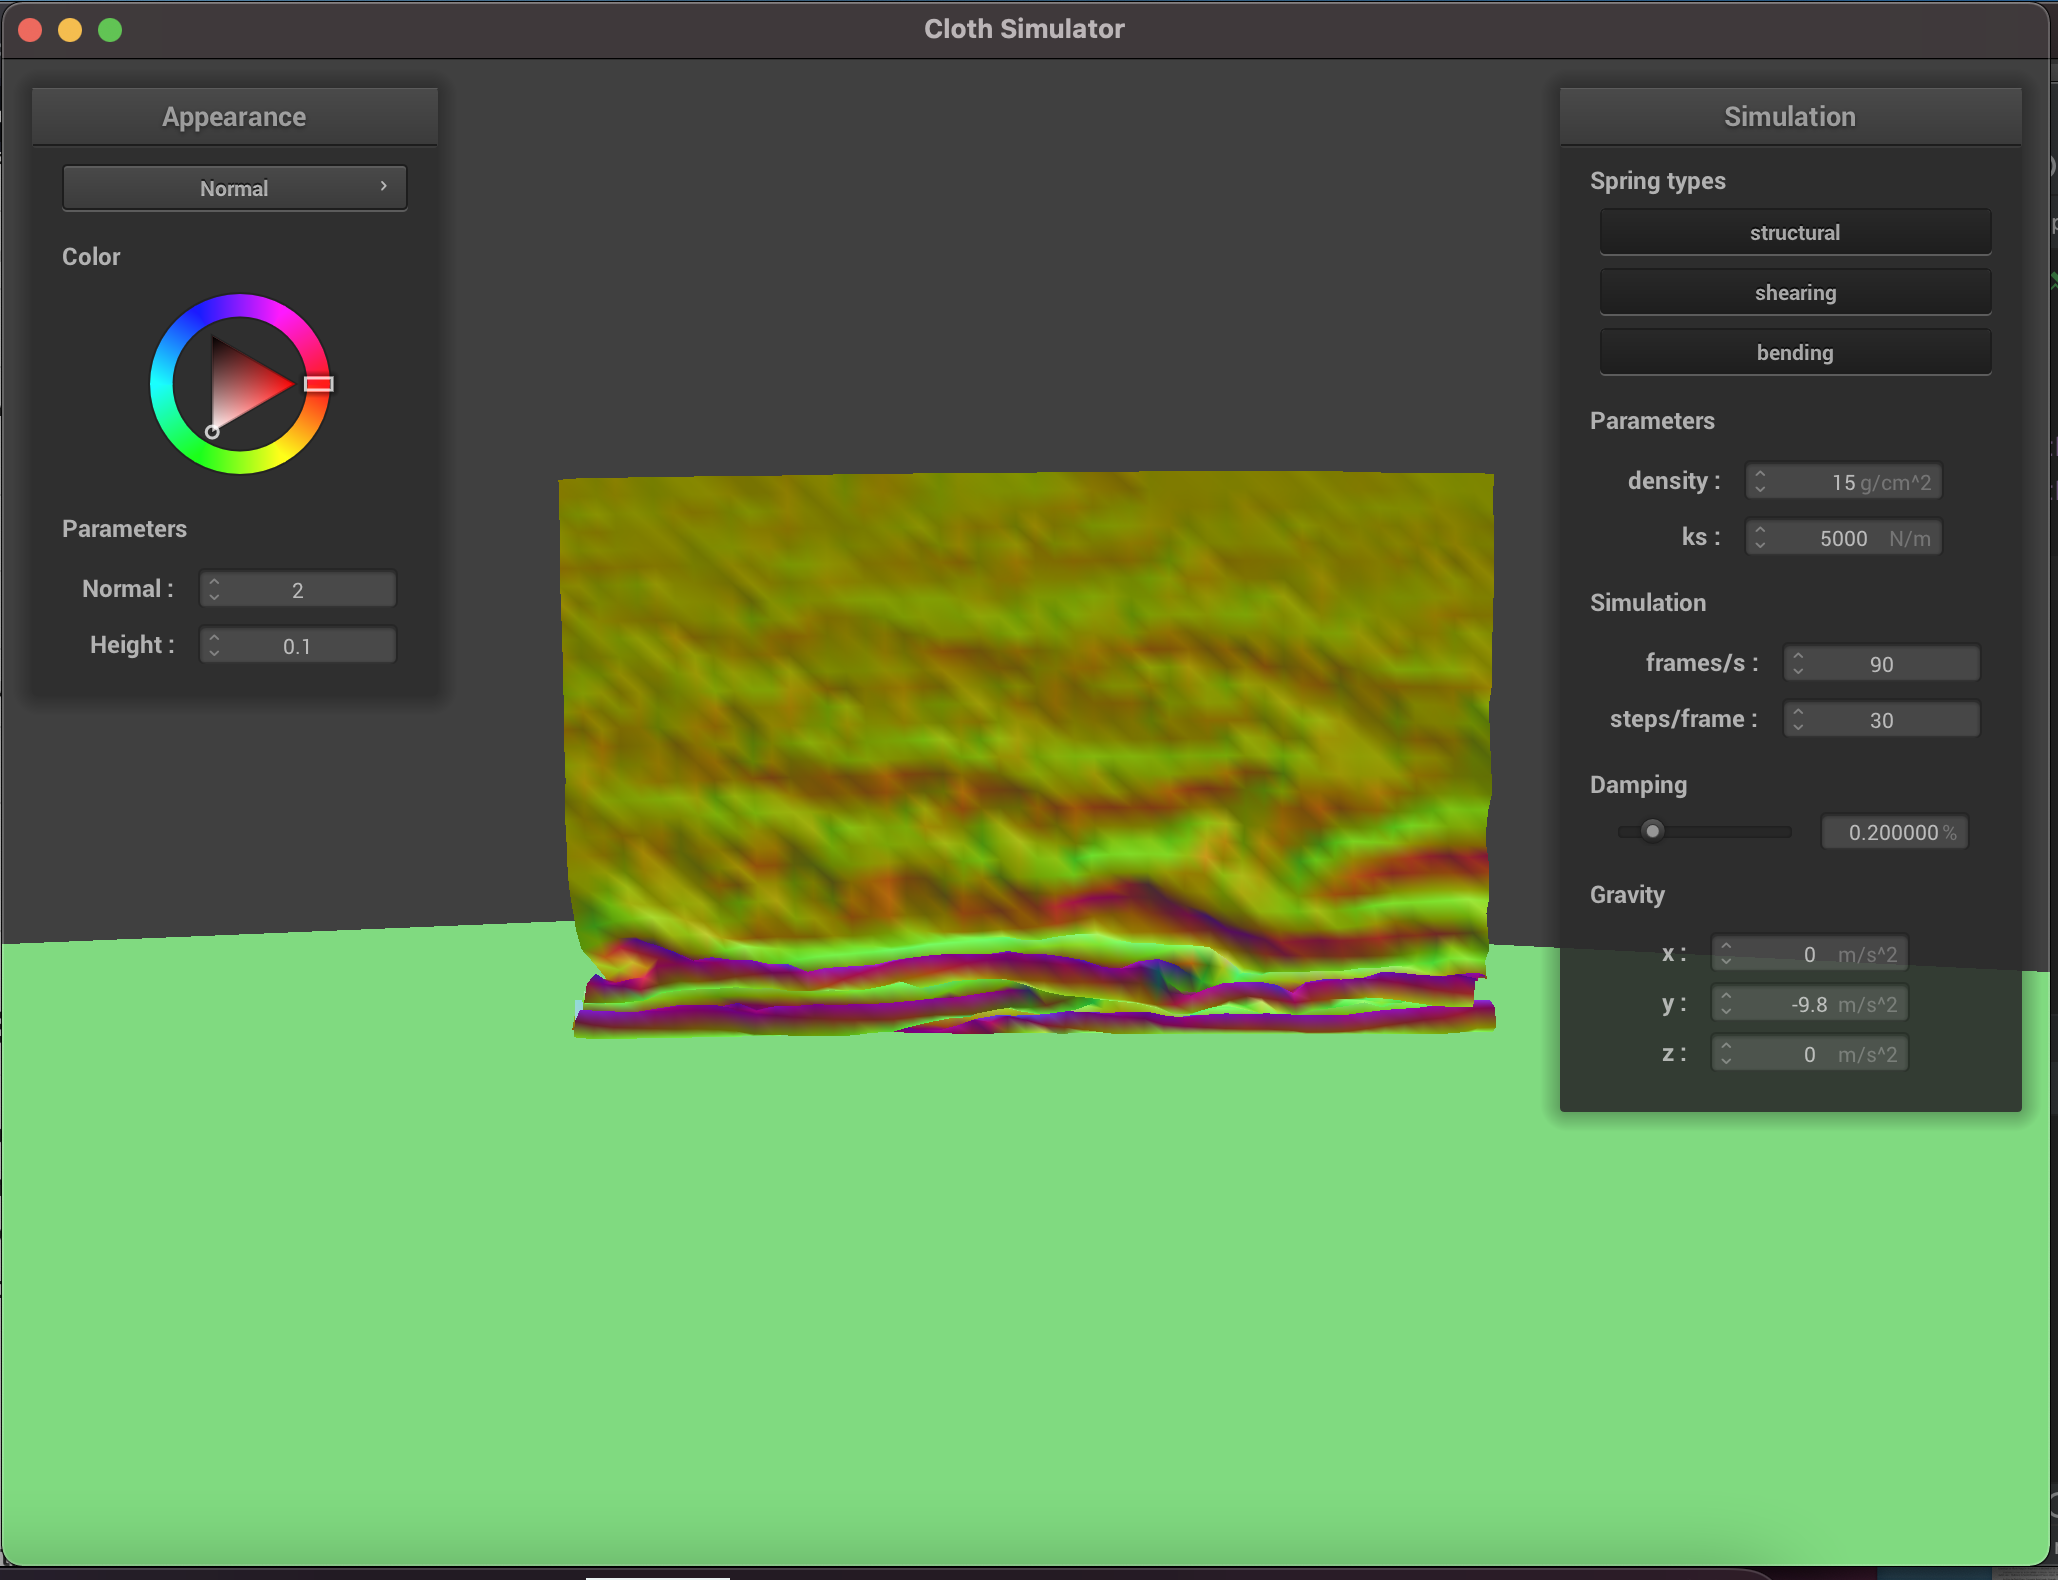 Cloth Simulator
Appearance
Normal
Color
Parameters
Normal : 2
Height : 0.1
Simulation
Spring types
structural
shearing
bending
Parameters
density : 15 g/cm^2
ks : 5000 N/m
Simulation
frames/s : 90
steps/frame : 30
Damping
0.200000 %
Gravity
x : 0 m/s^2
y : -9.8 m/s^2
z : 0 m/s^2